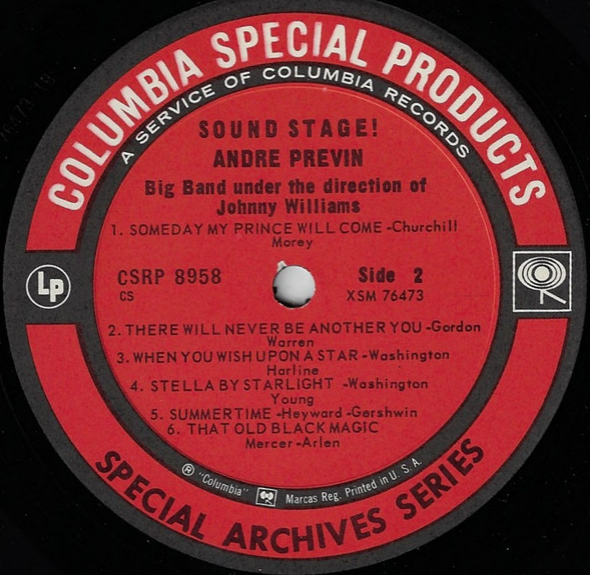 COLUMBIA SPECIAL PRODUCTS
A SERVICE OF COLUMBIA RECORDS
SOUND STAGE!
ANDRE PREVIN
Big Band under the direction of
Johnny Williams
1. SOMEDAY MY PRINCE WILL COME -Churchill
Morey
Lp
CSRP 8958
CS
Side 2
XSM 76473
2. THERE WILL NEVER BE ANOTHER YOU -Gordon
Warren
3. WHEN YOU WISH UPON A STAR -Washington
Harline
4. STELLA BY STARLIGHT -Washington
Young
5. SUMMERTIME -Heyward -Gershwin
6. THAT OLD BLACK MAGIC
Mercer -Arlen
® "Columbia" Marcas Reg. Printed in U. S. A.
SPECIAL ARCHIVES SERIES